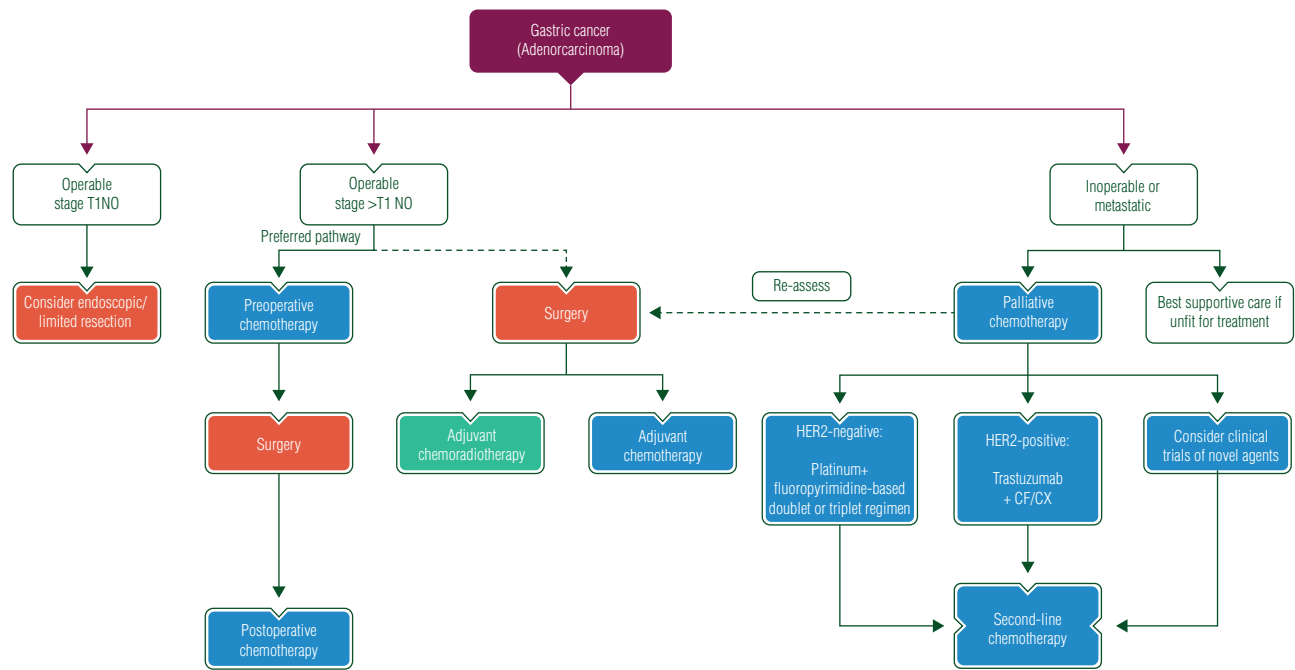 Gastric cancer
(Adenorcarcinoma)
Operable
stage T1NO
Operable
stage >T1 NO
Inoperable or
metastatic
Preferred pathway
Consider endoscopic/
limited resection
Preoperative
chemotherapy
Surgery
Re-assess
Palliative
chemotherapy
Best supportive care if
unfit for treatment
Surgery
Adjuvant
chemoradiotherapy
Adjuvant
chemotherapy
HER2-negative:
Platinum+
fluoropyrimidine-based
doublet or triplet regimen
HER2-positive:
Trastuzumab
+ CF/CX
Consider clinical
trials of novel agents
Postoperative
chemotherapy
Second-line
chemotherapy